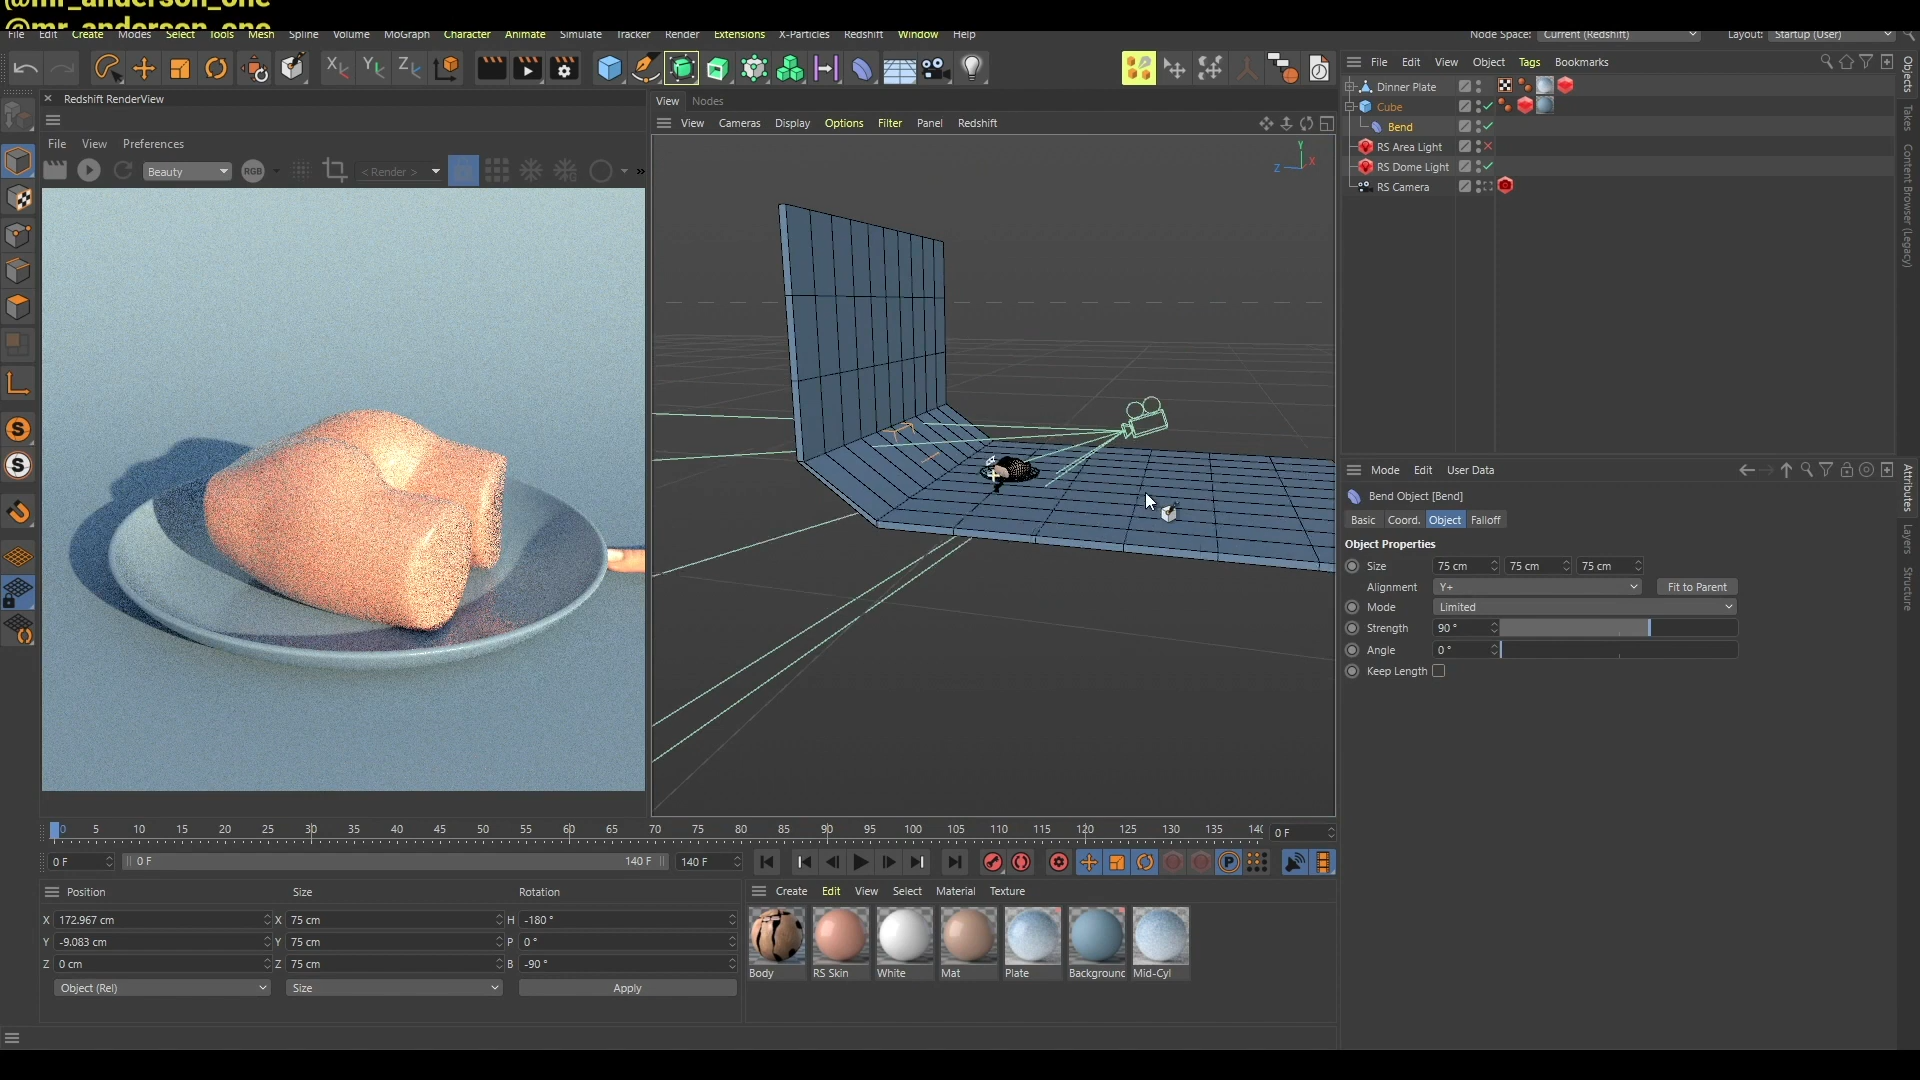 @mr_anderson_one
@mr_anderson_one
File Edit Create Modes Select Tools Mesh Spline Volume MoGraph Character Animate Simulate Tracker Render Extensions X-Particles Redshift Window Help Node Space: Current (Redshift) Layout: Startup (User)
Redshift RenderView
File View Preferences
Beauty RGB < Render > »
View Nodes
View Cameras Display Options Filter Panel Redshift
Y
Z X
File Edit View Object Tags Bookmarks
Dinner Plate
Cube
Bend
RS Area Light
RS Dome Light
RS Camera
Objects
Takes
Content Browser (Legacy)
Mode Edit User Data
Bend Object [Bend]
Basic Coord. Object Falloff
Object Properties
Size 75 cm 75 cm 75 cm
Alignment Y+ Fit to Parent
Mode Limited
Strength 90 °
Angle 0 °
Keep Length
Attributes
Layers
Structure
0 5 10 15 20 25 30 35 40 45 50 55 60 65 70 75 80 85 90 95 100 105 110 115 120 125 130 135 140 0 F
0 F 0 F 140 F 140 F
Position Size Rotation
X 172.967 cm X 75 cm H -180 °
Y -9.083 cm Y 75 cm P 0 °
Z 0 cm Z 75 cm B -90 °
Object (Rel) Size Apply
Create Edit View Select Material Texture
Body RS Skin White Mat Plate Backgrounc Mid-Cyl